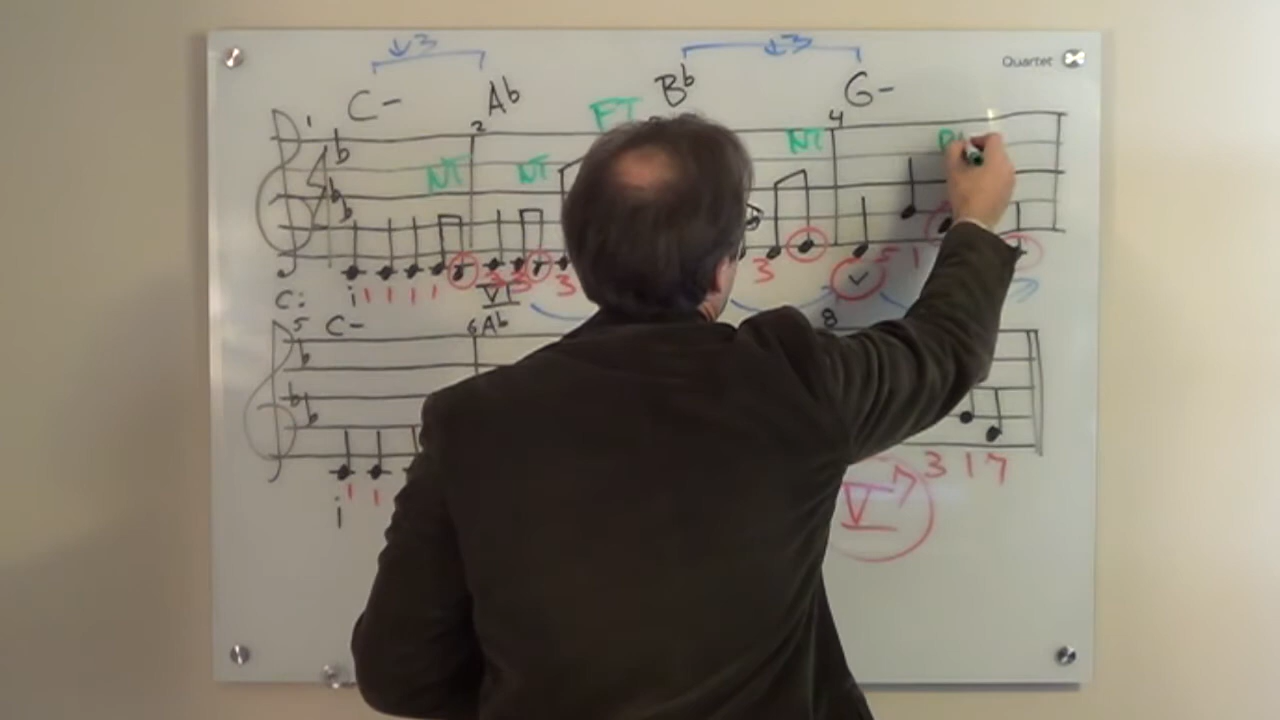 ↓3 ↓3
Quartet
C- Ab Bb G-
1 2 4
NT NT NT
C: i 1 1 1 1 3 3 3 3 v 5 1
VI
5 C- 6 Ab 8
i 1 1 V7 3 1 7